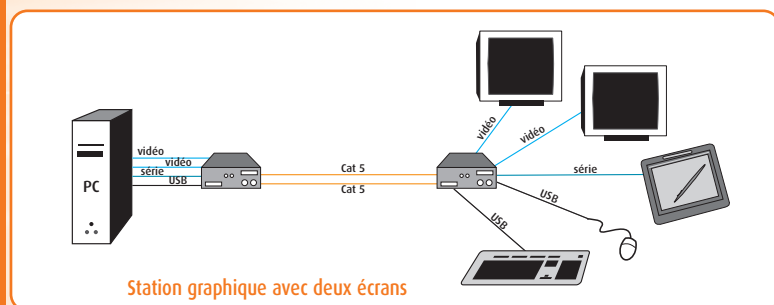 vidéo
vidéo
série
USB
PC
Cat 5
Cat 5
vidéo
vidéo
série
USB
USB
Station graphique avec deux écrans